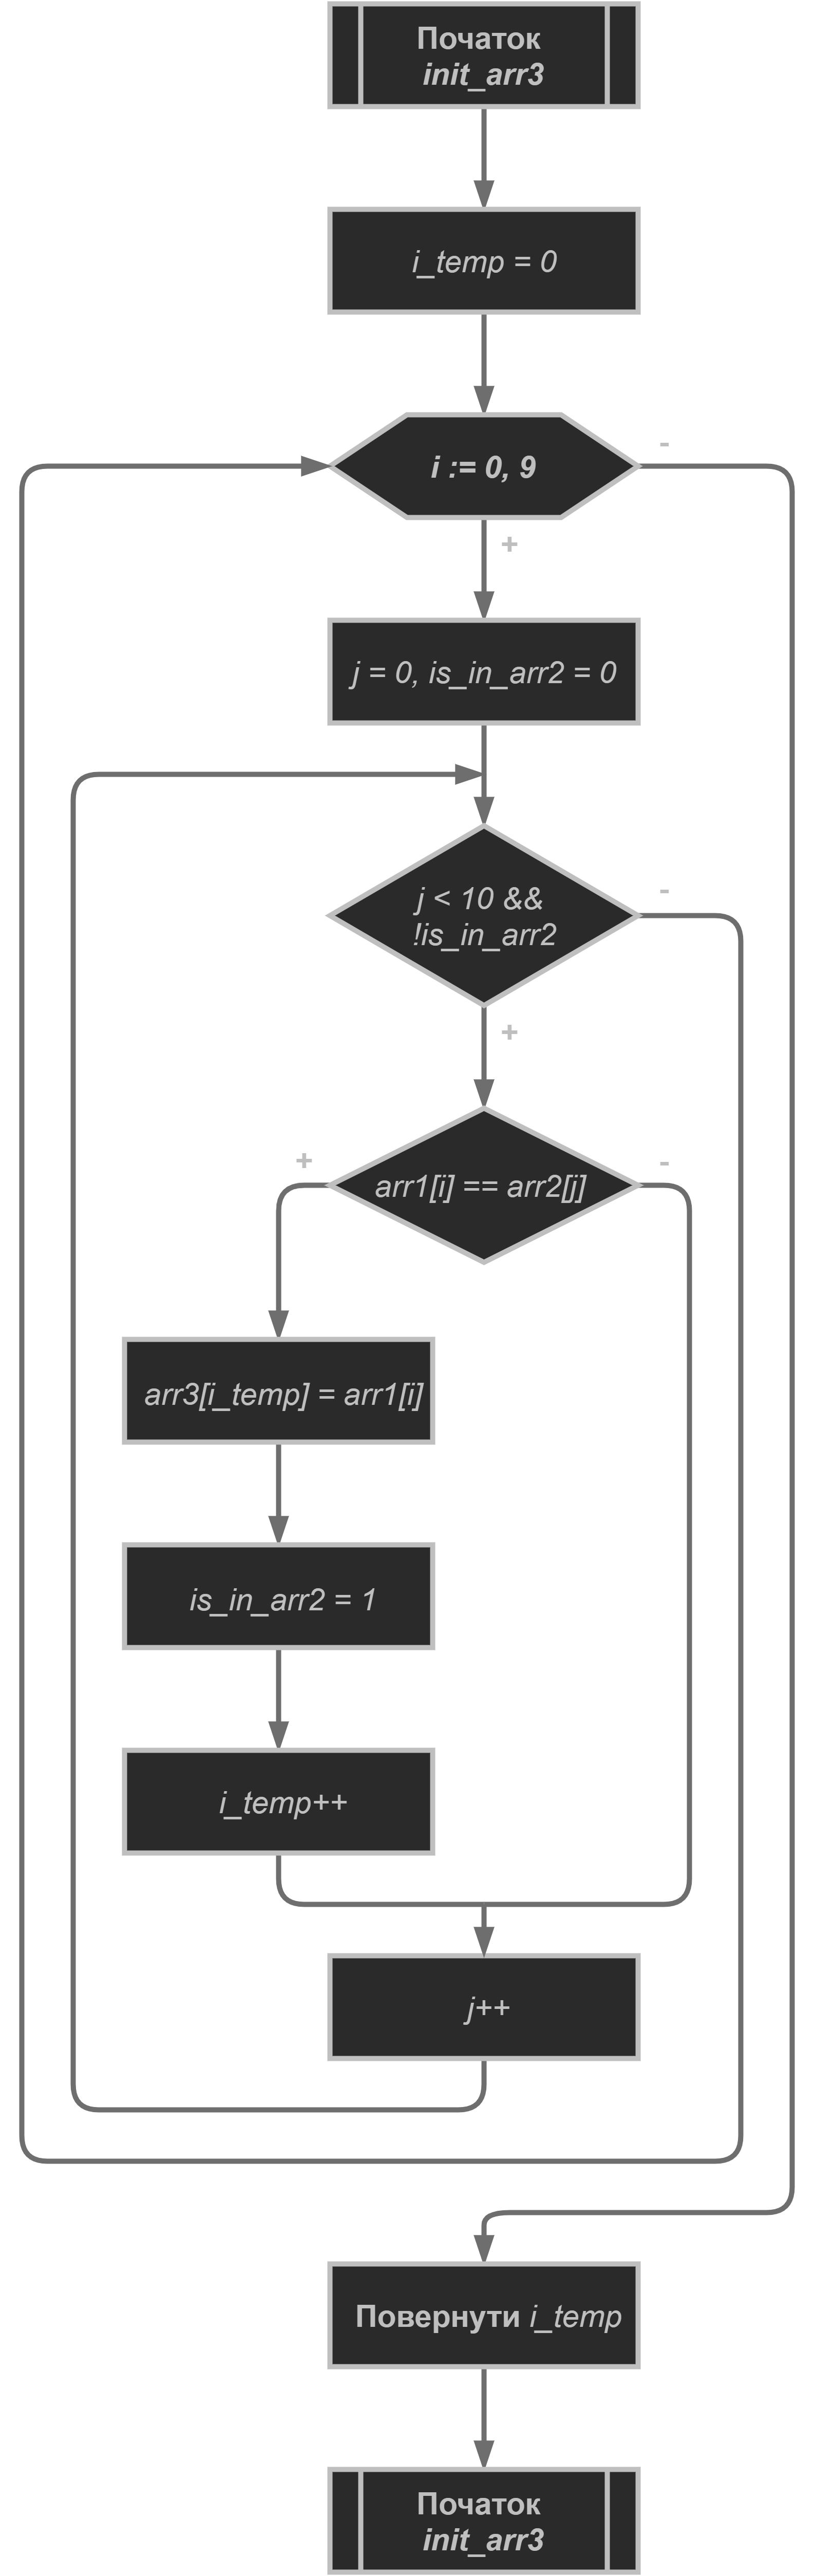 Початок
init_arr3
i_temp = 0
i := 0, 9
-
+
j = 0, is_in_arr2 = 0
j < 10 &&
!is_in_arr2
-
+
arr1[i] == arr2[j]
+
-
arr3[i_temp] = arr1[i]
is_in_arr2 = 1
i_temp++
j++
Повернути i_temp
Початок
init_arr3